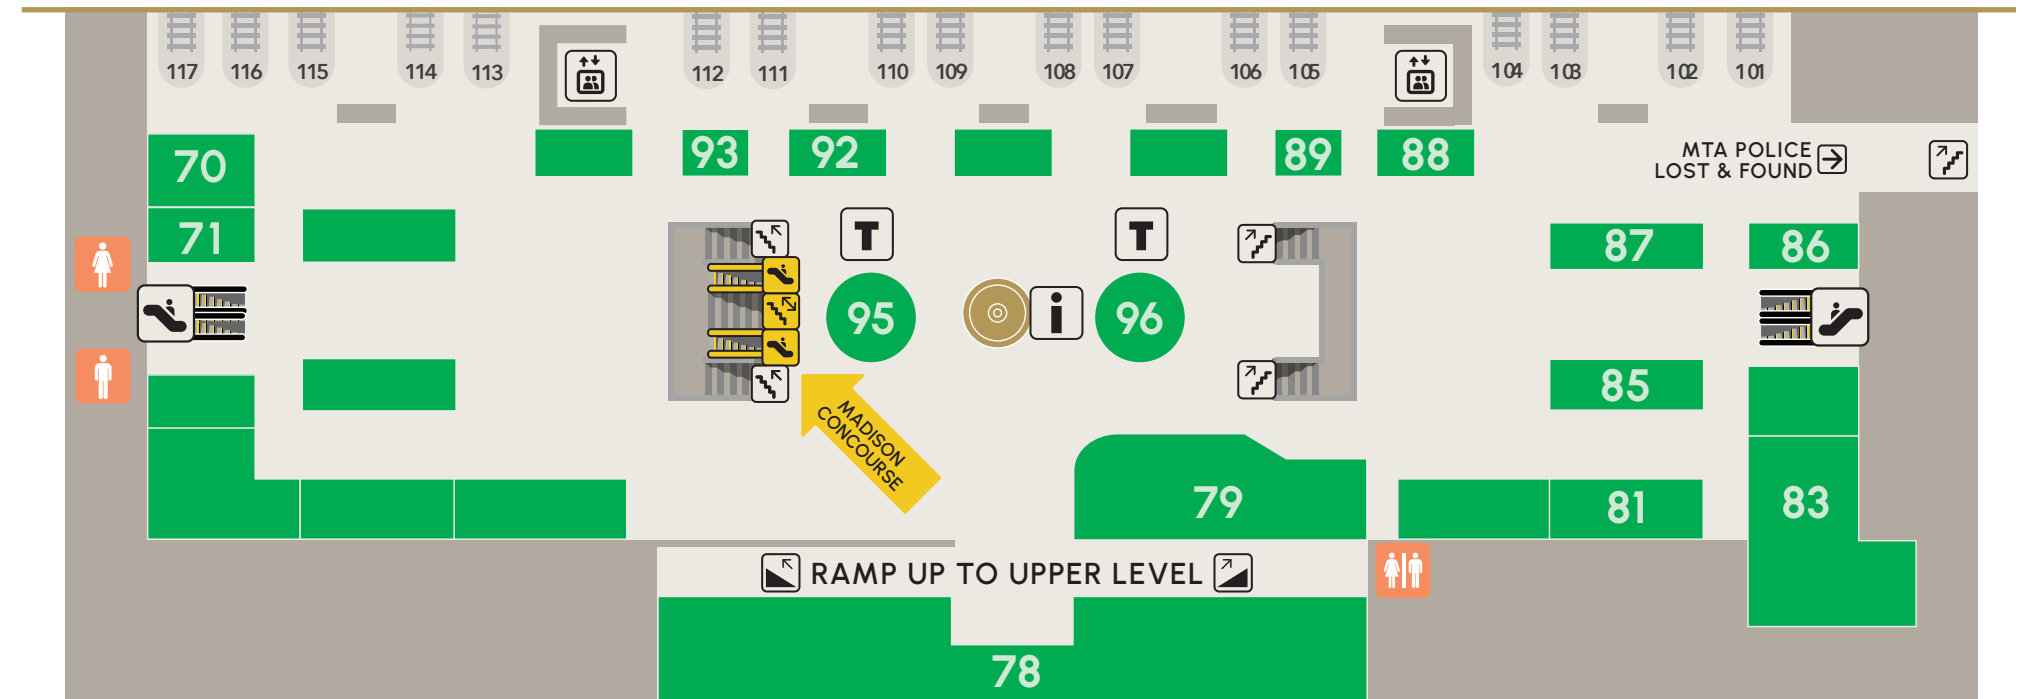 117 116 115 114 113 112 111 110 109 108 107 106 105 104 103 102 101
93 92 89 88
70
MTA POLICE
LOST & FOUND
71
T T
87 86
95 i 96
85
MADISON
CONCOURSE
79 81 83
RAMP UP TO UPPER LEVEL
78